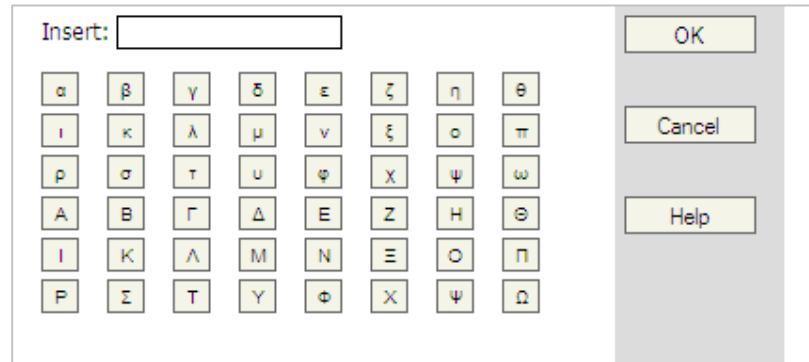 Insert:
α β γ δ ε ζ η θ
ι κ λ μ ν ξ ο π
ρ σ τ υ φ χ ψ ω
Α Β Γ Δ Ε Ζ Η Θ
Ι Κ Λ Μ Ν Ξ Ο Π
Ρ Σ Τ Υ Φ Χ Ψ Ω
OK
Cancel
Help